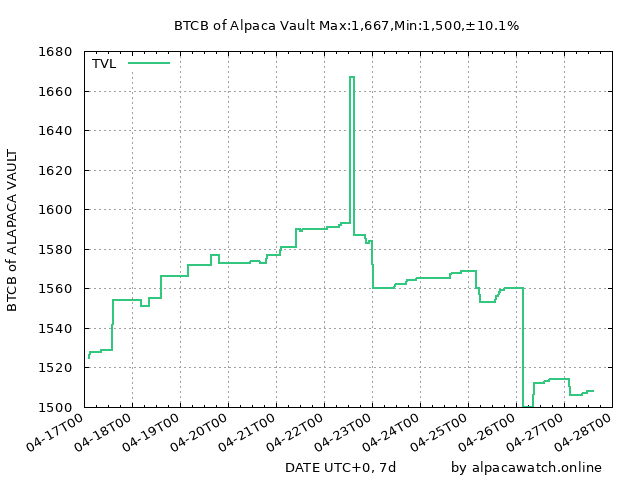 BTCB of Alpaca Vault Max:1,667,Min:1,500,±10.1%
TVL
1680
1660
1640
1620
1600
1580
1560
1540
1520
1500
BTCB of ALAPACA VAULT
04-17T00
04-18T00
04-19T00
04-20T00
04-21T00
04-22T00
04-23T00
04-24T00
04-25T00
04-26T00
04-27T00
04-28T00
DATE UTC+0, 7d
by alpacawatch.online